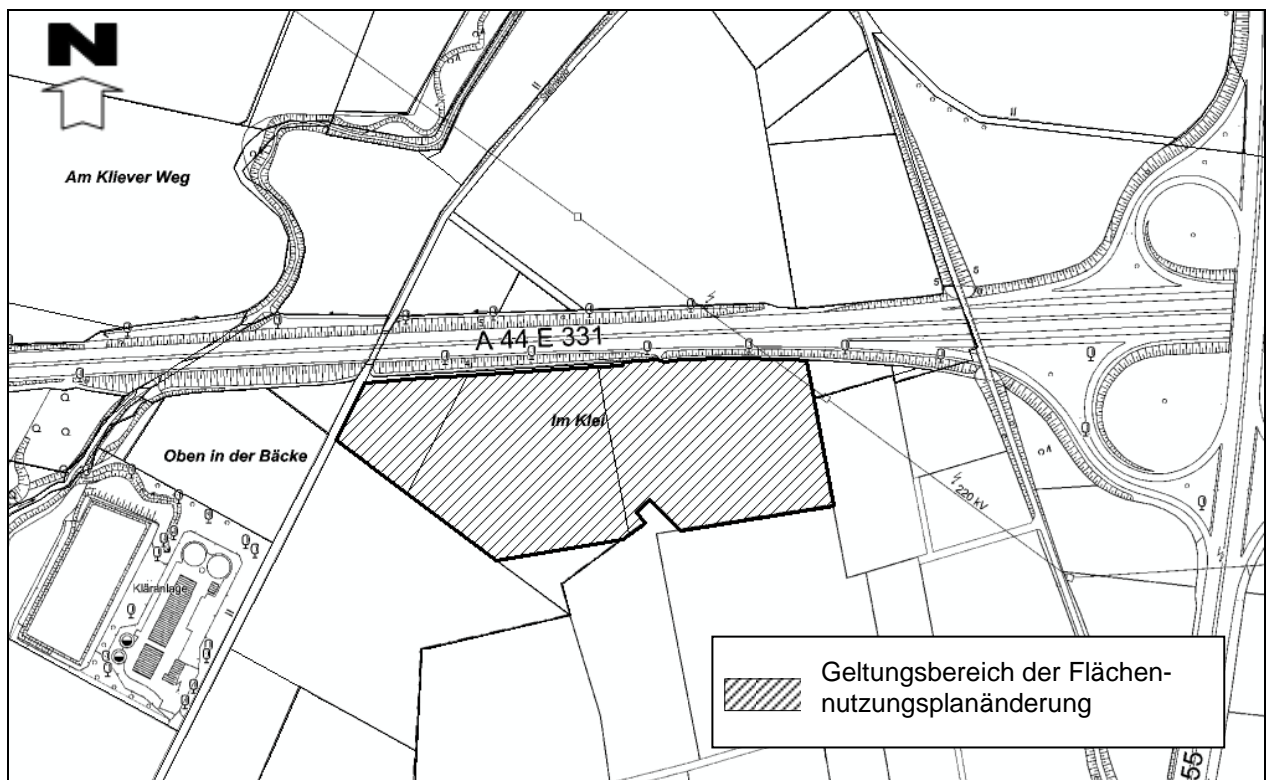 N
Am Kliever Weg
A 44 E 331
Im Klei
Oben in der Bäcke
220 kV
Kläranlage
Geltungsbereich der Flächen-
nutzungsplanänderung
55